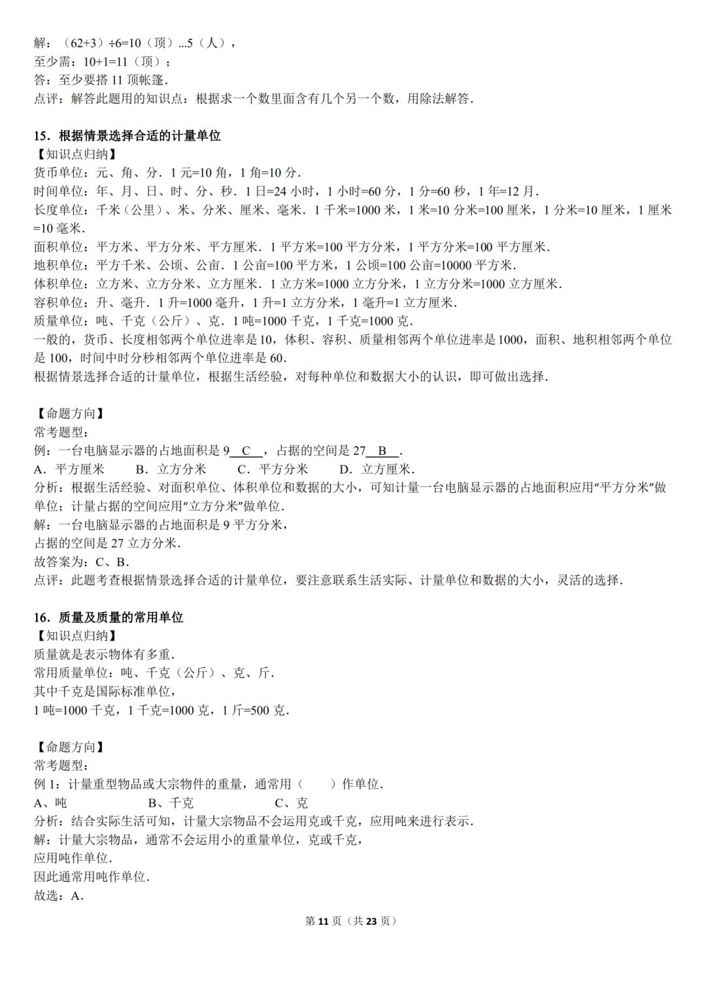 解：（62+3）÷6=10（顶）...5（人），
至少需：10+1=11（顶）；
答：至少要搭 11 顶帐篷．
点评：解答此题用的知识点：根据求一个数里面含有几个另一个数，用除法解答．
15．根据情景选择合适的计量单位
【知识点归纳】
货币单位：元、角、分．1 元=10 角，1 角=10 分．
时间单位：年、月、日、时、分、秒．1 日=24 小时，1 小时=60 分，1 分=60 秒，1 年=12 月．
长度单位：千米（公里）、米、分米、厘米、毫米．1 千米=1000 米，1 米=10 分米=100 厘米，1 分米=10 厘米，1 厘米
=10 毫米．
面积单位：平方米、平方分米、平方厘米．1 平方米=100 平方分米，1 平方分米=100 平方厘米．
地积单位：平方千米、公顷、公亩．1 公亩=100 平方米，1 公顷=100 公亩=10000 平方米．
体积单位：立方米、立方分米、立方厘米．1 立方米=1000 立方分米，1 立方分米=1000 立方厘米．
容积单位：升、毫升．1 升=1000 毫升，1 升=1 立方分米，1 毫升=1 立方厘米．
质量单位：吨、千克（公斤）、克．1 吨=1000 千克，1 千克=1000 克．
一般的，货币、长度相邻两个单位进率是 10，体积、容积、质量相邻两个单位进率是 1000，面积、地积相邻两个单位
是 100，时间中时分秒相邻两个单位进率是 60．
根据情景选择合适的计量单位，根据生活经验，对每种单位和数据大小的认识，即可做出选择．
【命题方向】
常考题型：
例：一台电脑显示器的占地面积是 9　C　，占据的空间是 27　B　．
A．平方厘米　　B．立方分米　　C．平方分米　　D．立方厘米．
分析：根据生活经验、对面积单位、体积单位和数据的大小，可知计量一台电脑显示器的占地面积应用“平方分米”做
单位；计量占据的空间应用“立方分米”做单位．
解：一台电脑显示器的占地面积是 9 平方分米，
占据的空间是 27 立方分米．
故答案为：C、B．
点评：此题考查根据情景选择合适的计量单位，要注意联系生活实际、计量单位和数据的大小，灵活的选择．
16．质量及质量的常用单位
【知识点归纳】
质量就是表示物体有多重．
常用质量单位：吨、千克（公斤）、克、斤．
其中千克是国际标准单位，
1 吨=1000 千克，1 千克=1000 克，1 斤=500 克．
【命题方向】
常考题型：
例 1：计量重型物品或大宗物件的重量，通常用（　　）作单位．
A、吨　　B、千克　　C、克
分析：结合实际生活可知，计量大宗物品不会运用克或千克，应用吨来进行表示．
解：计量大宗物品，通常不会运用小的重量单位，克或千克，
应用吨作单位．
因此通常用吨作单位．
故选：A．
第 11 页（共 23 页）